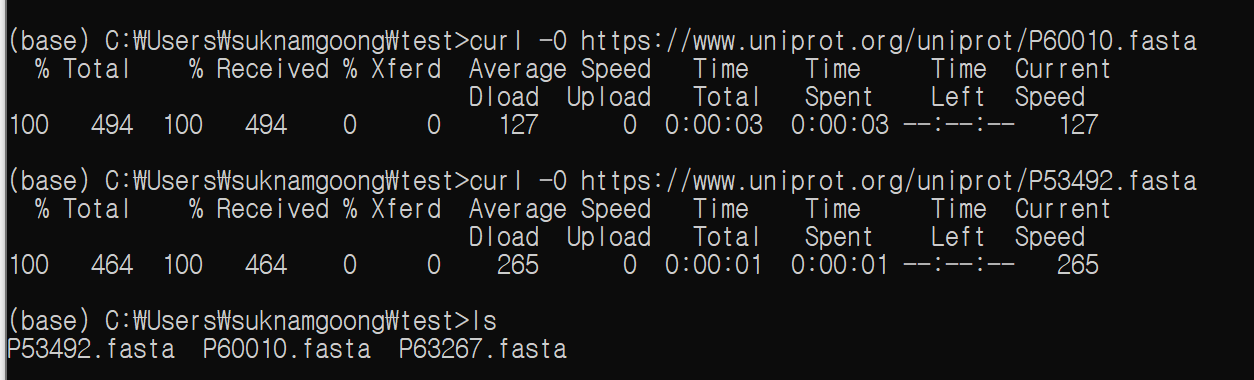 (base) C:₩Users₩suknamgoong₩test>curl -O https://www.uniprot.org/uniprot/P60010.fasta
  % Total    % Received % Xferd  Average Speed   Time    Time     Time  Current
                                 Dload  Upload   Total   Spent    Left  Speed
100   494  100   494    0     0    127      0  0:00:03  0:00:03 --:--:--   127
(base) C:₩Users₩suknamgoong₩test>curl -O https://www.uniprot.org/uniprot/P53492.fasta
  % Total    % Received % Xferd  Average Speed   Time    Time     Time  Current
                                 Dload  Upload   Total   Spent    Left  Speed
100   464  100   464    0     0    265      0  0:00:01  0:00:01 --:--:--   265
(base) C:₩Users₩suknamgoong₩test>ls
P53492.fasta  P60010.fasta  P63267.fasta